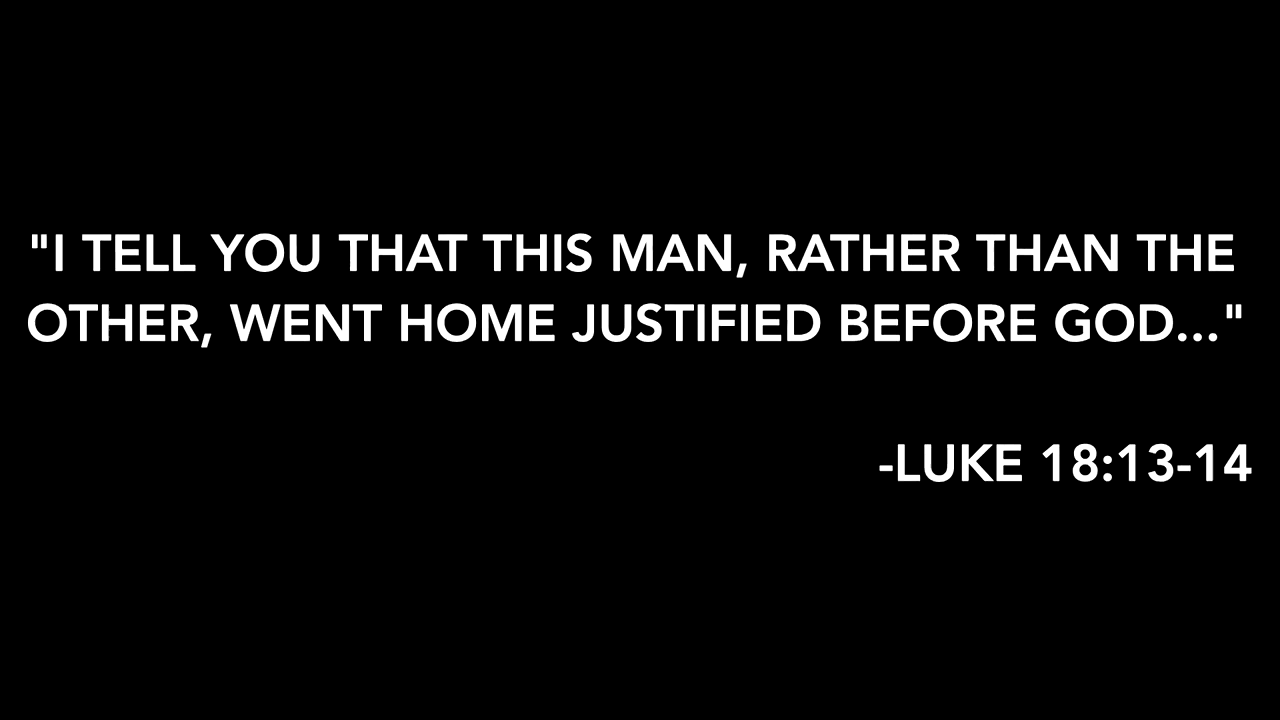 "I TELL YOU THAT THIS MAN, RATHER THAN THE
OTHER, WENT HOME JUSTIFIED BEFORE GOD..."
-LUKE 18:13-14